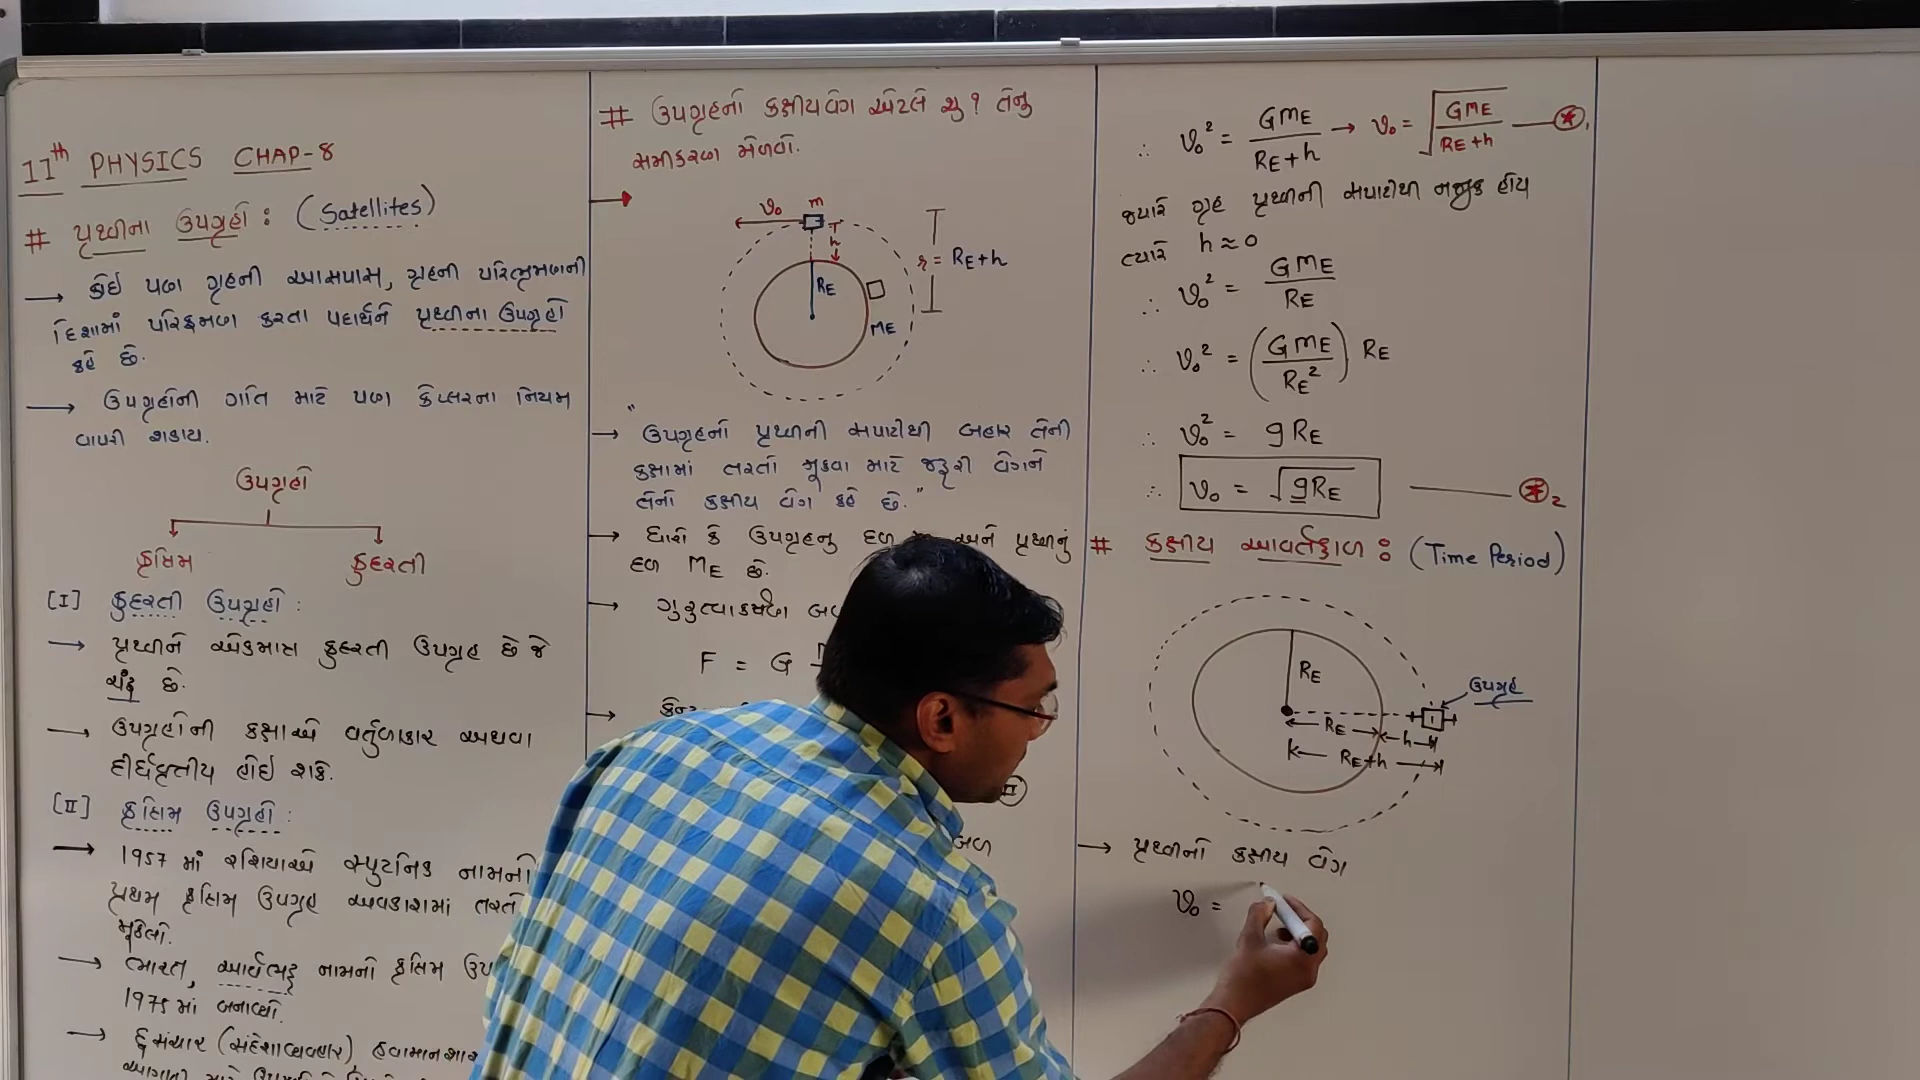 11th PHYSICS CHAP-8
# પૃથ્વીના ઉપગ્રહો : (Satellites)
→ કોઇ પણ ગ્રહની આસપાસ, ગ્રહની પરિભ્રમણની
દિશામાં પરિક્રમણ કરતા પદાર્થને પૃથ્વીના ઉપગ્રહો
કહે છે.
→ ઉપગ્રહોની ગતિ માટે પણ કેપ્લરના નિયમ
વાપરી શકાય.
ઉપગ્રહો
કૃત્રિમ કુદરતી
[I] કુદરતી ઉપગ્રહો :
→ પૃથ્વીને એકમાત્ર કુદરતી ઉપગ્રહ છે જે
ચંદ્ર છે.
→ ઉપગ્રહોની કક્ષાએ વર્તુળાકાર અથવા
દીર્ઘવૃત્તીય હોઇ શકે.
[II] કૃત્રિમ ઉપગ્રહો :
→ 1957 માં રશિયાએ સ્પુટનિક નામનો
પ્રથમ કૃત્રિમ ઉપગ્રહ અવકાશમાં તરતો
મૂકેલો.
→ ભારતે, આર્યભટ્ટ નામનો કૃત્રિમ
1975 માં બનાવ્યો.
→ દૂરસંચાર (સંદેશાવ્યવહાર),
# ઉપગ્રહનો કક્ષીયવેગ એટલે શુ? તેનુ
સમીકરણ મેળવો.
→
v₀ m
h
RE
r = RE+h
ME
→ "ઉપગ્રહનો પૃથ્વીની સપાટીથી બહાર તેની
કક્ષામાં તરતો મૂકવા માટે જરૂરી વેગને
તેનો કક્ષીય વેગ કહે છે."
→ ધારો કે ઉપગ્રહનુ દળ અને પૃથ્વીનું
દળ ME છે.
→ ગુરુત્વાકર્ષણ
F = G
→
II
બળ
∴ v₀² = GME / RE+h → v₀ = √(GME / RE+h) — ⊛₁
જ્યારે ગ્રહ પૃથ્વીની સપાટીથી નજીક હોય
ત્યારે h ≈ 0
∴ v₀² = GME / RE
∴ v₀² = (GME / RE²) RE
∴ v₀² = gRE
∴ v₀ = √gRE — ⊛₂
# કક્ષીય આવર્તકાળ : (Time Period)
RE
ઉપગ્રહ
RE h
RE+h
→ પૃથ્વીનો કક્ષીય વેગ
v₀ =